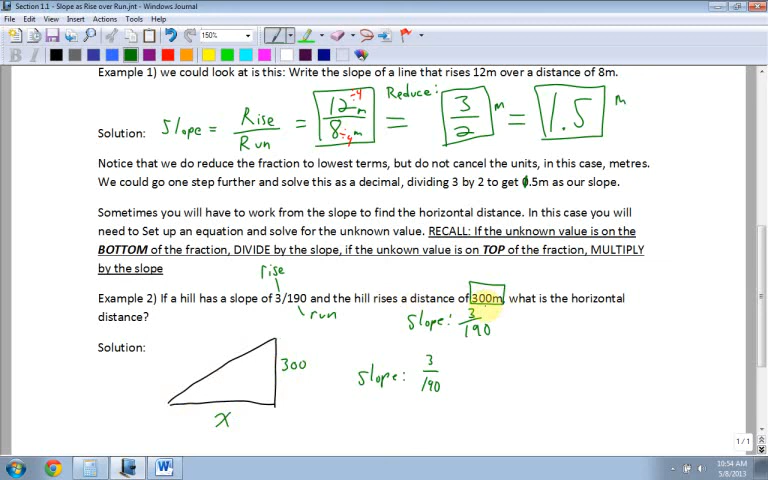 Section 1.1 - Slope as Rise over Run.jnt - Windows Journal
File Edit View Insert Actions Tools Help
150%
B I
Example 1) we could look at is this: Write the slope of a line that rises 12m over a distance of 8m.
Solution: Slope = Rise/Run = 12÷4 m/8÷4 m = Reduce: 3/2 m = 1.5 m
Notice that we do reduce the fraction to lowest terms, but do not cancel the units, in this case, metres.
We could go one step further and solve this as a decimal, dividing 3 by 2 to get 1.5m as our slope.
Sometimes you will have to work from the slope to find the horizontal distance. In this case you will
need to Set up an equation and solve for the unknown value. RECALL: If the unknown value is on the
BOTTOM of the fraction, DIVIDE by the slope, if the unkown value is on TOP of the fraction, MULTIPLY
by the slope
rise
Example 2) If a hill has a slope of 3/190 and the hill rises a distance of 300m, what is the horizontal
distance?
run
Slope: 3/190
Solution:
300
Slope: 3/190
x
1 / 1
10:54 AM
5/8/2013